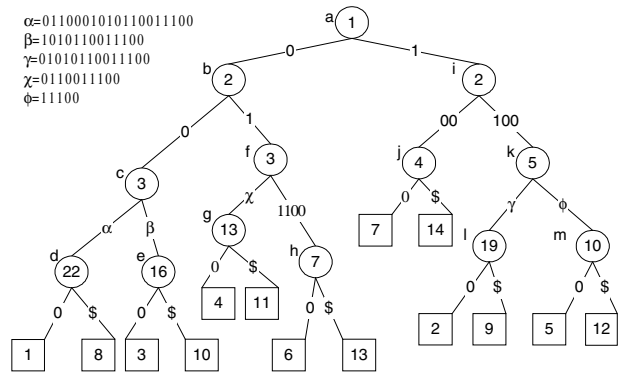 α=0110001010110011100
β=1010110011100
γ=01010110011100
χ=0110011100
φ=11100
a 1
0 1
b 2
i 2
0 1
00 100
c 3
f 3
j 4
k 5
α β
χ 1100
0 $
γ φ
7 14
d 22
e 16
g 13
h 7
l 19
m 10
0 $ 0 $
0 $
4 11
0 $
0 $ 0 $
2 9 5 12
1 8 3 10 6 13